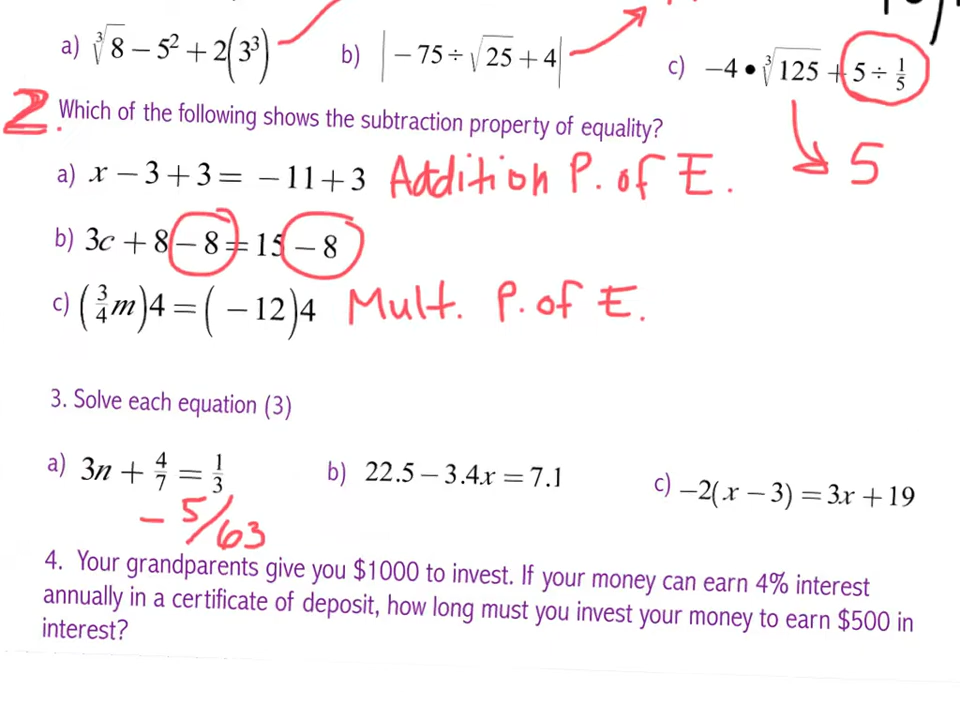 a) ∛8 – 5² + 2(3³)
b) | – 75 ÷ √25 + 4|
c) –4 • ∛125 + 5 ÷ 1/5
2. Which of the following shows the subtraction property of equality?
5
a) x – 3 + 3 = – 11 + 3 Addition P. of E.
b) 3c + 8 – 8 = 15 – 8
c) (3/4 m)4 = ( – 12)4 Mult. P. of E.
3. Solve each equation (3)
a) 3n + 4/7 = 1/3
b) 22.5 – 3.4x = 7.1
c) –2(x – 3) = 3x + 19
– 5/63
4. Your grandparents give you $1000 to invest. If your money can earn 4% interest
annually in a certificate of deposit, how long must you invest your money to earn $500 in
interest?